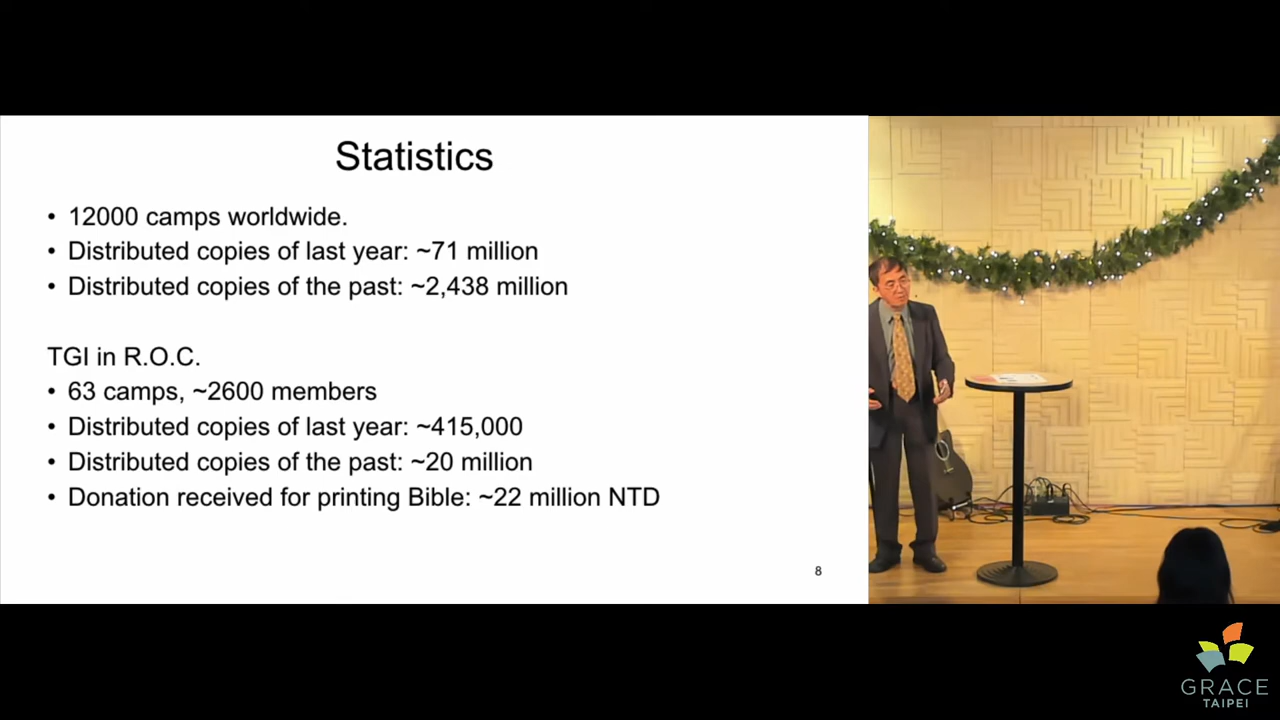 Statistics
• 12000 camps worldwide.
• Distributed copies of last year: ~71 million
• Distributed copies of the past: ~2,438 million
TGI in R.O.C.
• 63 camps, ~2600 members
• Distributed copies of last year: ~415,000
• Distributed copies of the past: ~20 million
• Donation received for printing Bible: ~22 million NTD
8
GRACE
TAIPEI